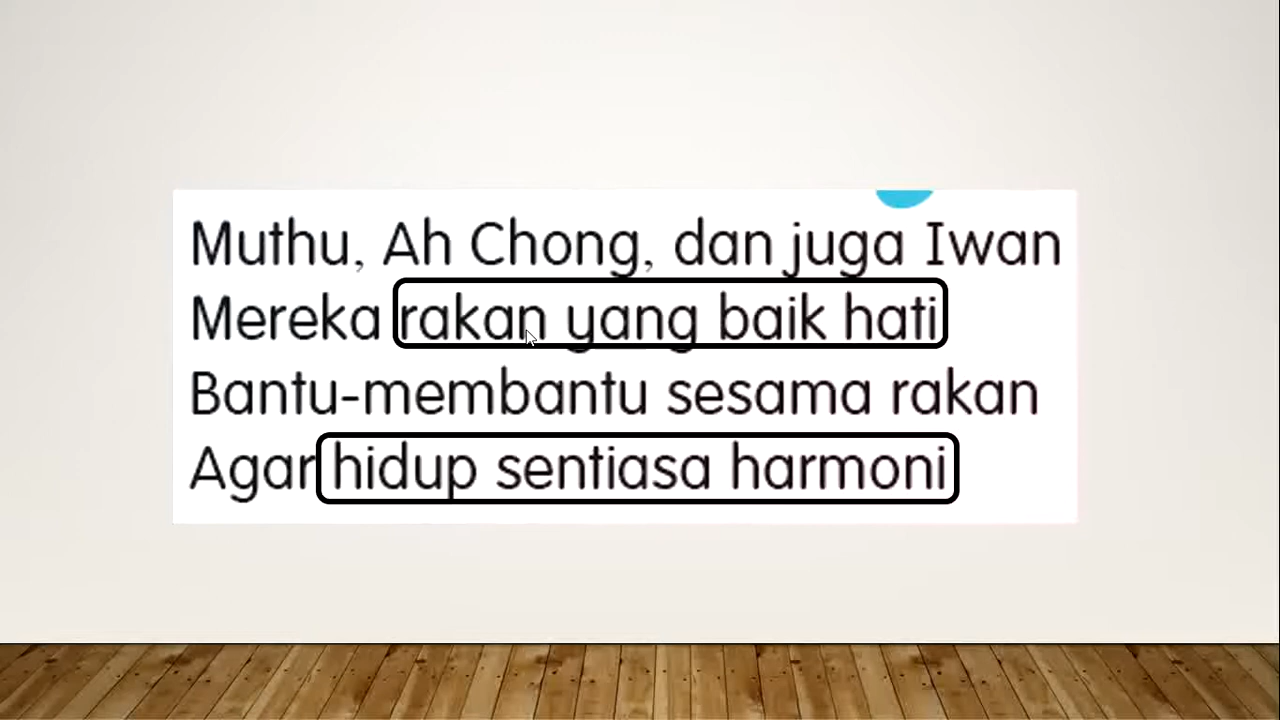 Muthu, Ah Chong, dan juga Iwan
Mereka rakan yang baik hati
Bantu-membantu sesama rakan
Agar hidup sentiasa harmoni